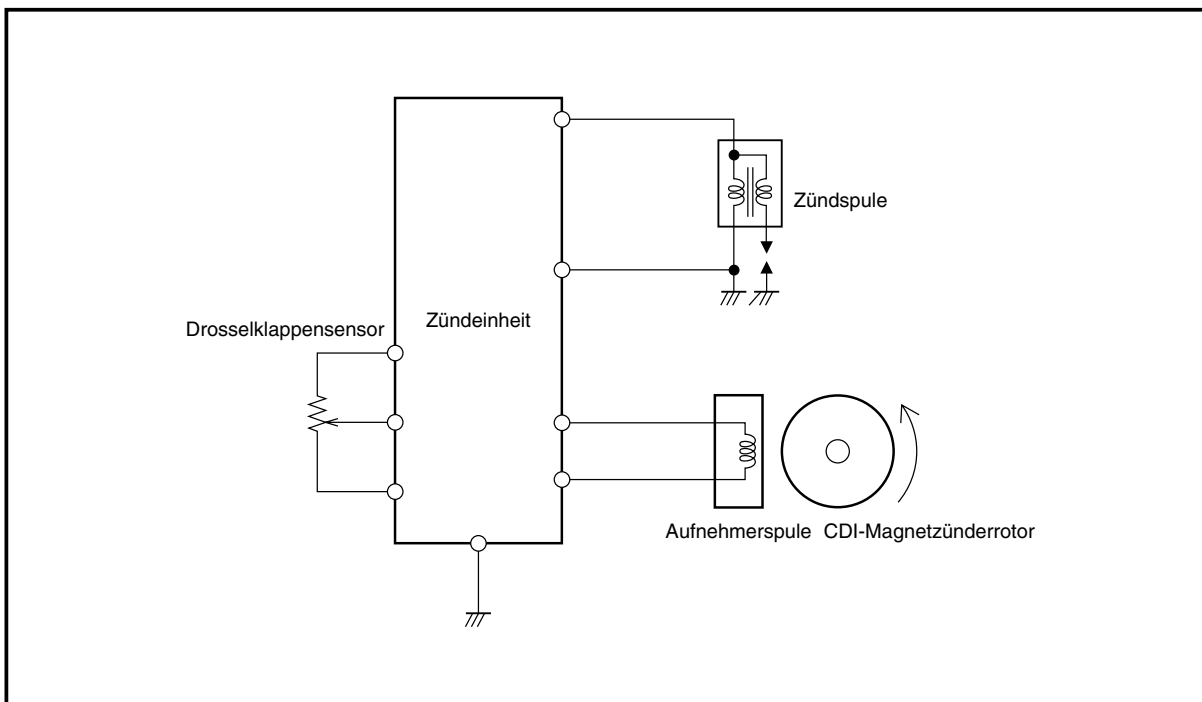 Zündspule
Zündeinheit
Drosselklappensensor
Aufnehmerspule CDI-Magnetzünderrotor